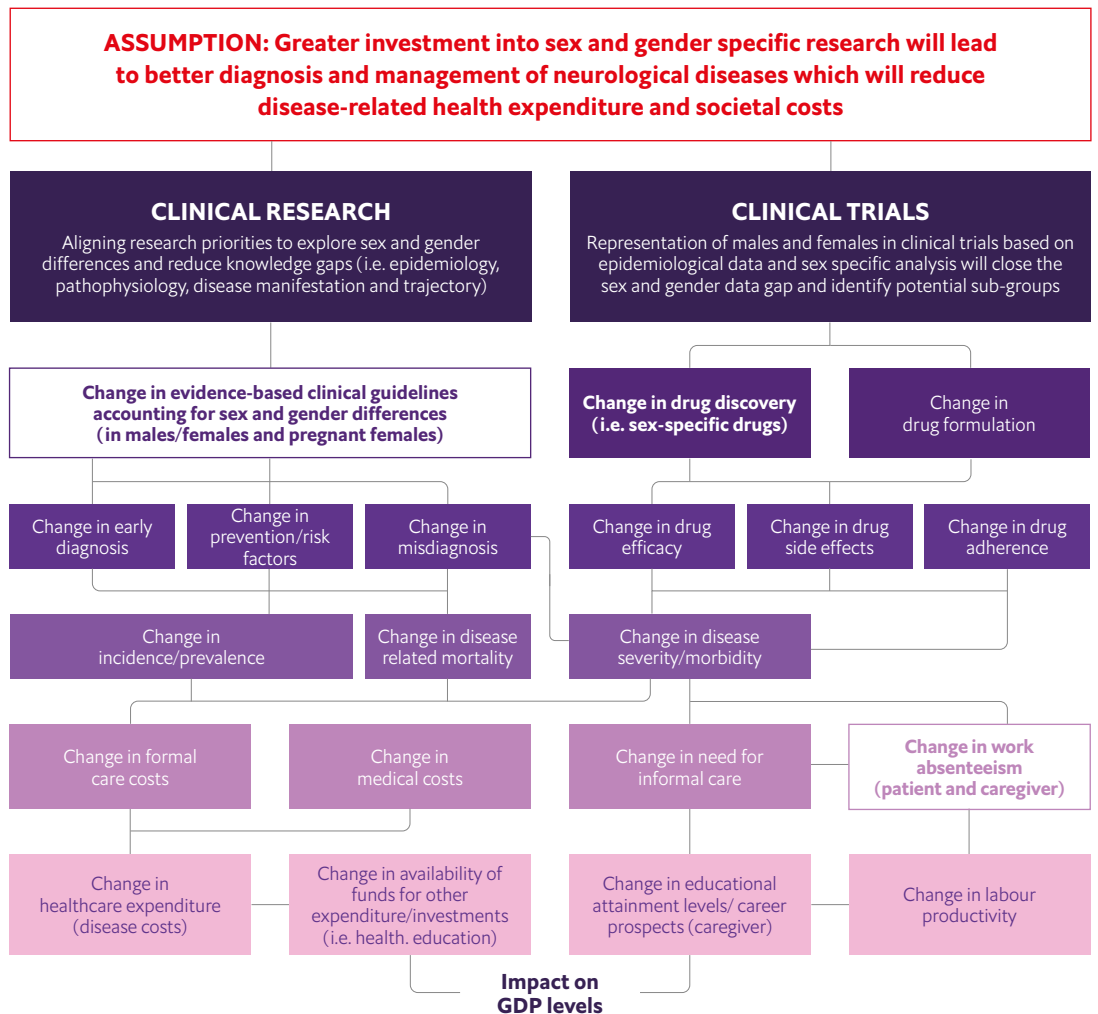 ASSUMPTION: Greater investment into sex and gender specific research will lead
to better diagnosis and management of neurological diseases which will reduce
disease-related health expenditure and societal costs
CLINICAL RESEARCH
Aligning research priorities to explore sex and gender
differences and reduce knowledge gaps (i.e. epidemiology,
pathophysiology, disease manifestation and trajectory)
CLINICAL TRIALS
Representation of males and females in clinical trials based on
epidemiological data and sex specific analysis will close the
sex and gender data gap and identify potential sub-groups
Change in evidence-based clinical guidelines
accounting for sex and gender differences
(in males/females and pregnant females)
Change in drug discovery
(i.e. sex-specific drugs)
Change in
drug formulation
Change in early
diagnosis
Change in
prevention/risk
factors
Change in
misdiagnosis
Change in drug
efficacy
Change in drug
side effects
Change in drug
adherence
Change in
incidence/prevalence
Change in disease
related mortality
Change in disease
severity/morbidity
Change in formal
care costs
Change in
medical costs
Change in need for
informal care
Change in work
absenteeism
(patient and caregiver)
Change in
healthcare expenditure
(disease costs)
Change in availability of
funds for other
expenditure/investments
(i.e. health. education)
Change in educational
attainment levels/ career
prospects (caregiver)
Change in labour
productivity
Impact on
GDP levels